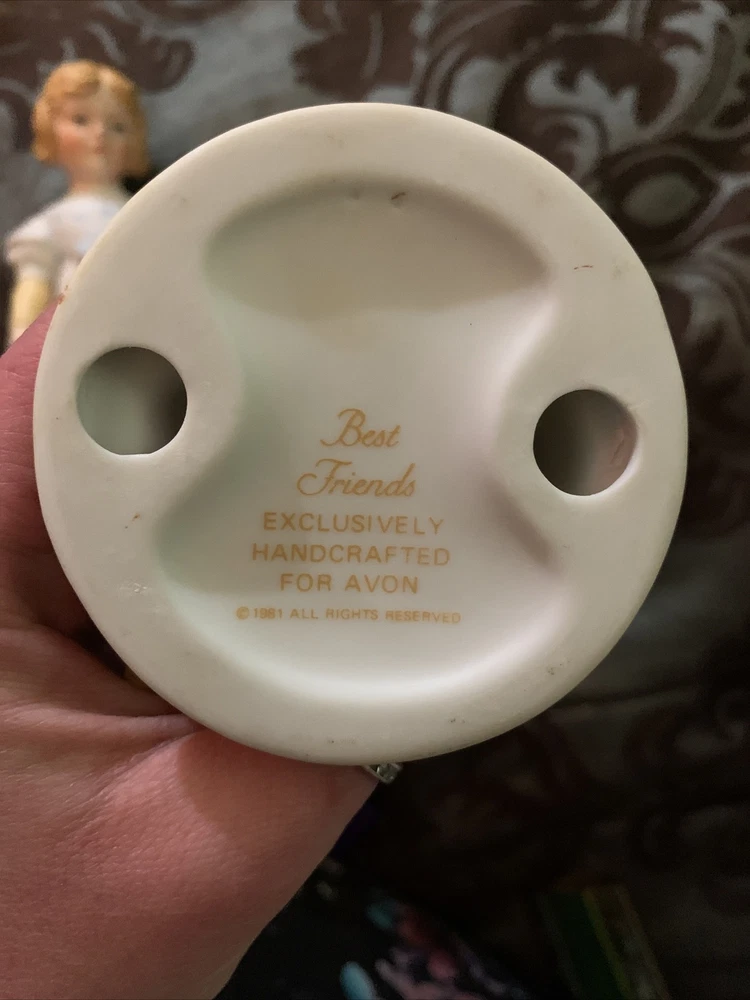 Best
Friends
EXCLUSIVELY
HANDCRAFTED
FOR AVON
© 1981 ALL RIGHTS RESERVED